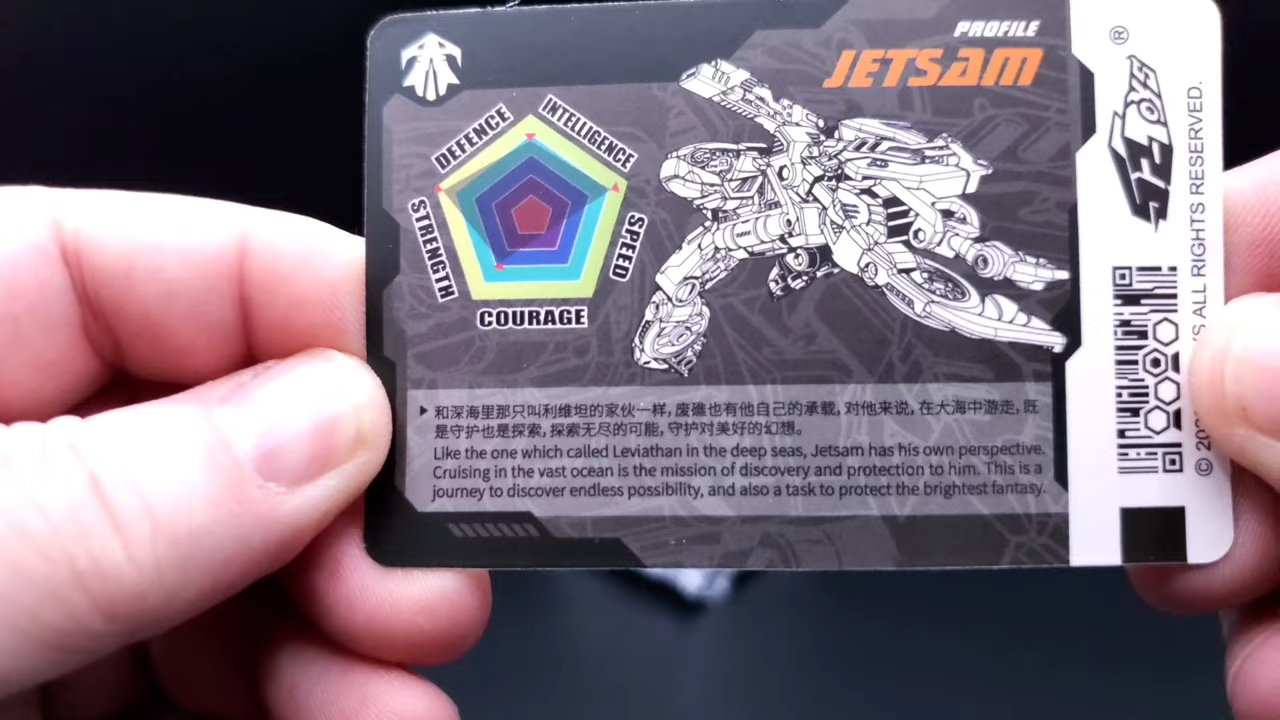 PROFILE
JETSAM
DEFENCE
INTELLIGENCE
STRENGTH
SPEED
COURAGE
和深海里那只叫利维坦的家伙一样, 废礁也有他自己的承载, 对他来说, 在大海中游走, 既
是守护也是探索, 探索无尽的可能, 守护对美好的幻想。
Like the one which called Leviathan in the deep seas, Jetsam has his own perspective.
Cruising in the vast ocean is the mission of discovery and protection to him. This is a
journey to discover endless possibility, and also a task to protect the brightest fantasy.
®
TOYS
ALL RIGHTS RESERVED.